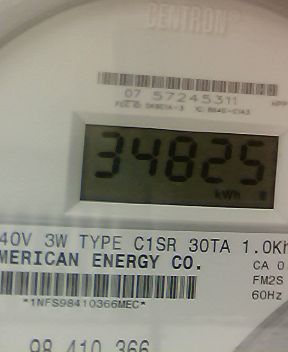 CENTRON®
07 57245311
34825
kWh
40V 3W TYPE C1SR 30TA 1.0Kh
MERICAN ENERGY CO.
CA 0
FM2S
*1NFS98410366MEC*
60Hz
98 410 366